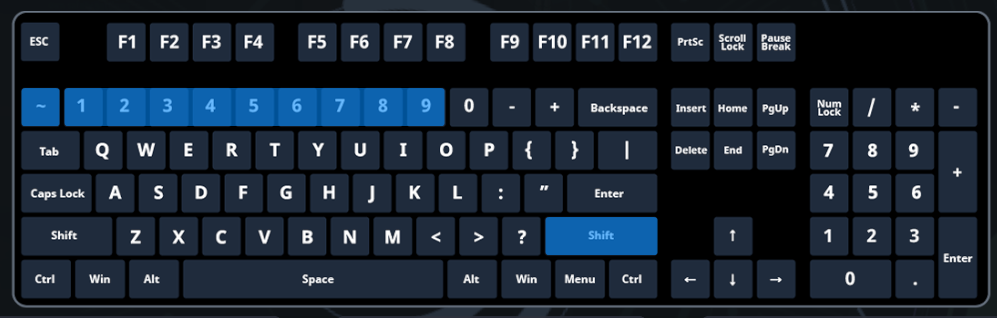 ESC F1 F2 F3 F4 F5 F6 F7 F8 F9 F10 F11 F12 PrtSc Scroll Lock Pause Break
~ 1 2 3 4 5 6 7 8 9 0 - + Backspace Insert Home PgUp Num Lock / * -
Tab Q W E R T Y U I O P { } | Delete End PgDn 7 8 9 +
Caps Lock A S D F G H J K L : ” Enter 4 5 6
Shift Z X C V B N M < > ? Shift ↑ 1 2 3 Enter
Ctrl Win Alt Space Alt Win Menu Ctrl ← ↓ → 0 .